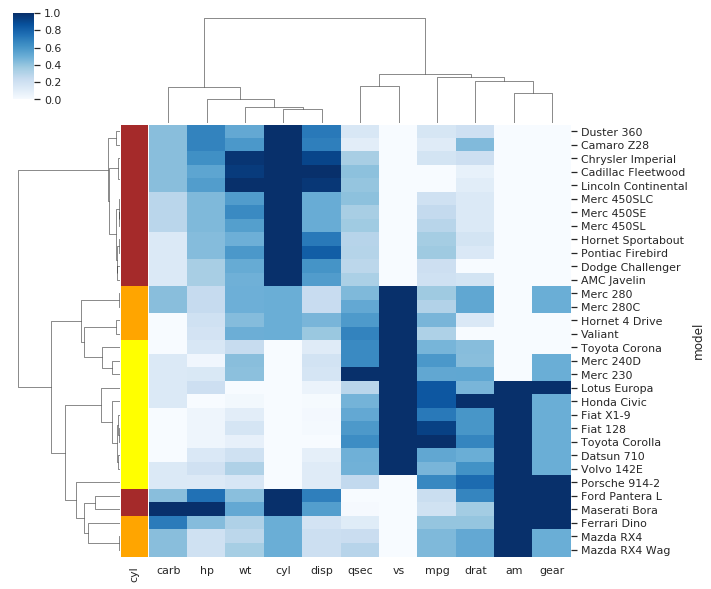 1.0
0.8
0.6
0.4
0.2
0.0
Duster 360
Camaro Z28
Chrysler Imperial
Cadillac Fleetwood
Lincoln Continental
Merc 450SLC
Merc 450SE
Merc 450SL
Hornet Sportabout
Pontiac Firebird
Dodge Challenger
AMC Javelin
Merc 280
Merc 280C
Hornet 4 Drive
Valiant
Toyota Corona
Merc 240D
Merc 230
Lotus Europa
Honda Civic
Fiat X1-9
Fiat 128
Toyota Corolla
Datsun 710
Volvo 142E
Porsche 914-2
Ford Pantera L
Maserati Bora
Ferrari Dino
Mazda RX4
Mazda RX4 Wag
model
cyl carb hp wt cyl disp qsec vs mpg drat am gear